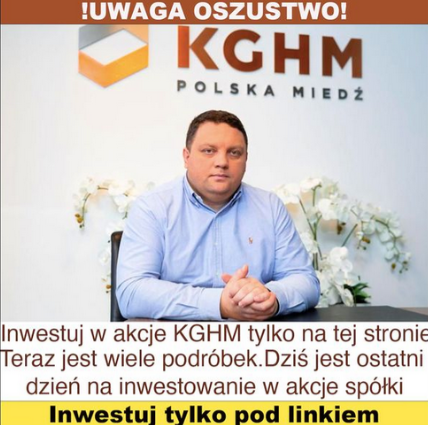 !UWAGA OSZUSTWO!
KGHM
POLSKA MIEDŹ
Inwestuj w akcje KGHM tylko na tej stronie
Teraz jest wiele podróbek.Dziś jest ostatni
dzień na inwestowanie w akcje spółki
Inwestuj tylko pod linkiem